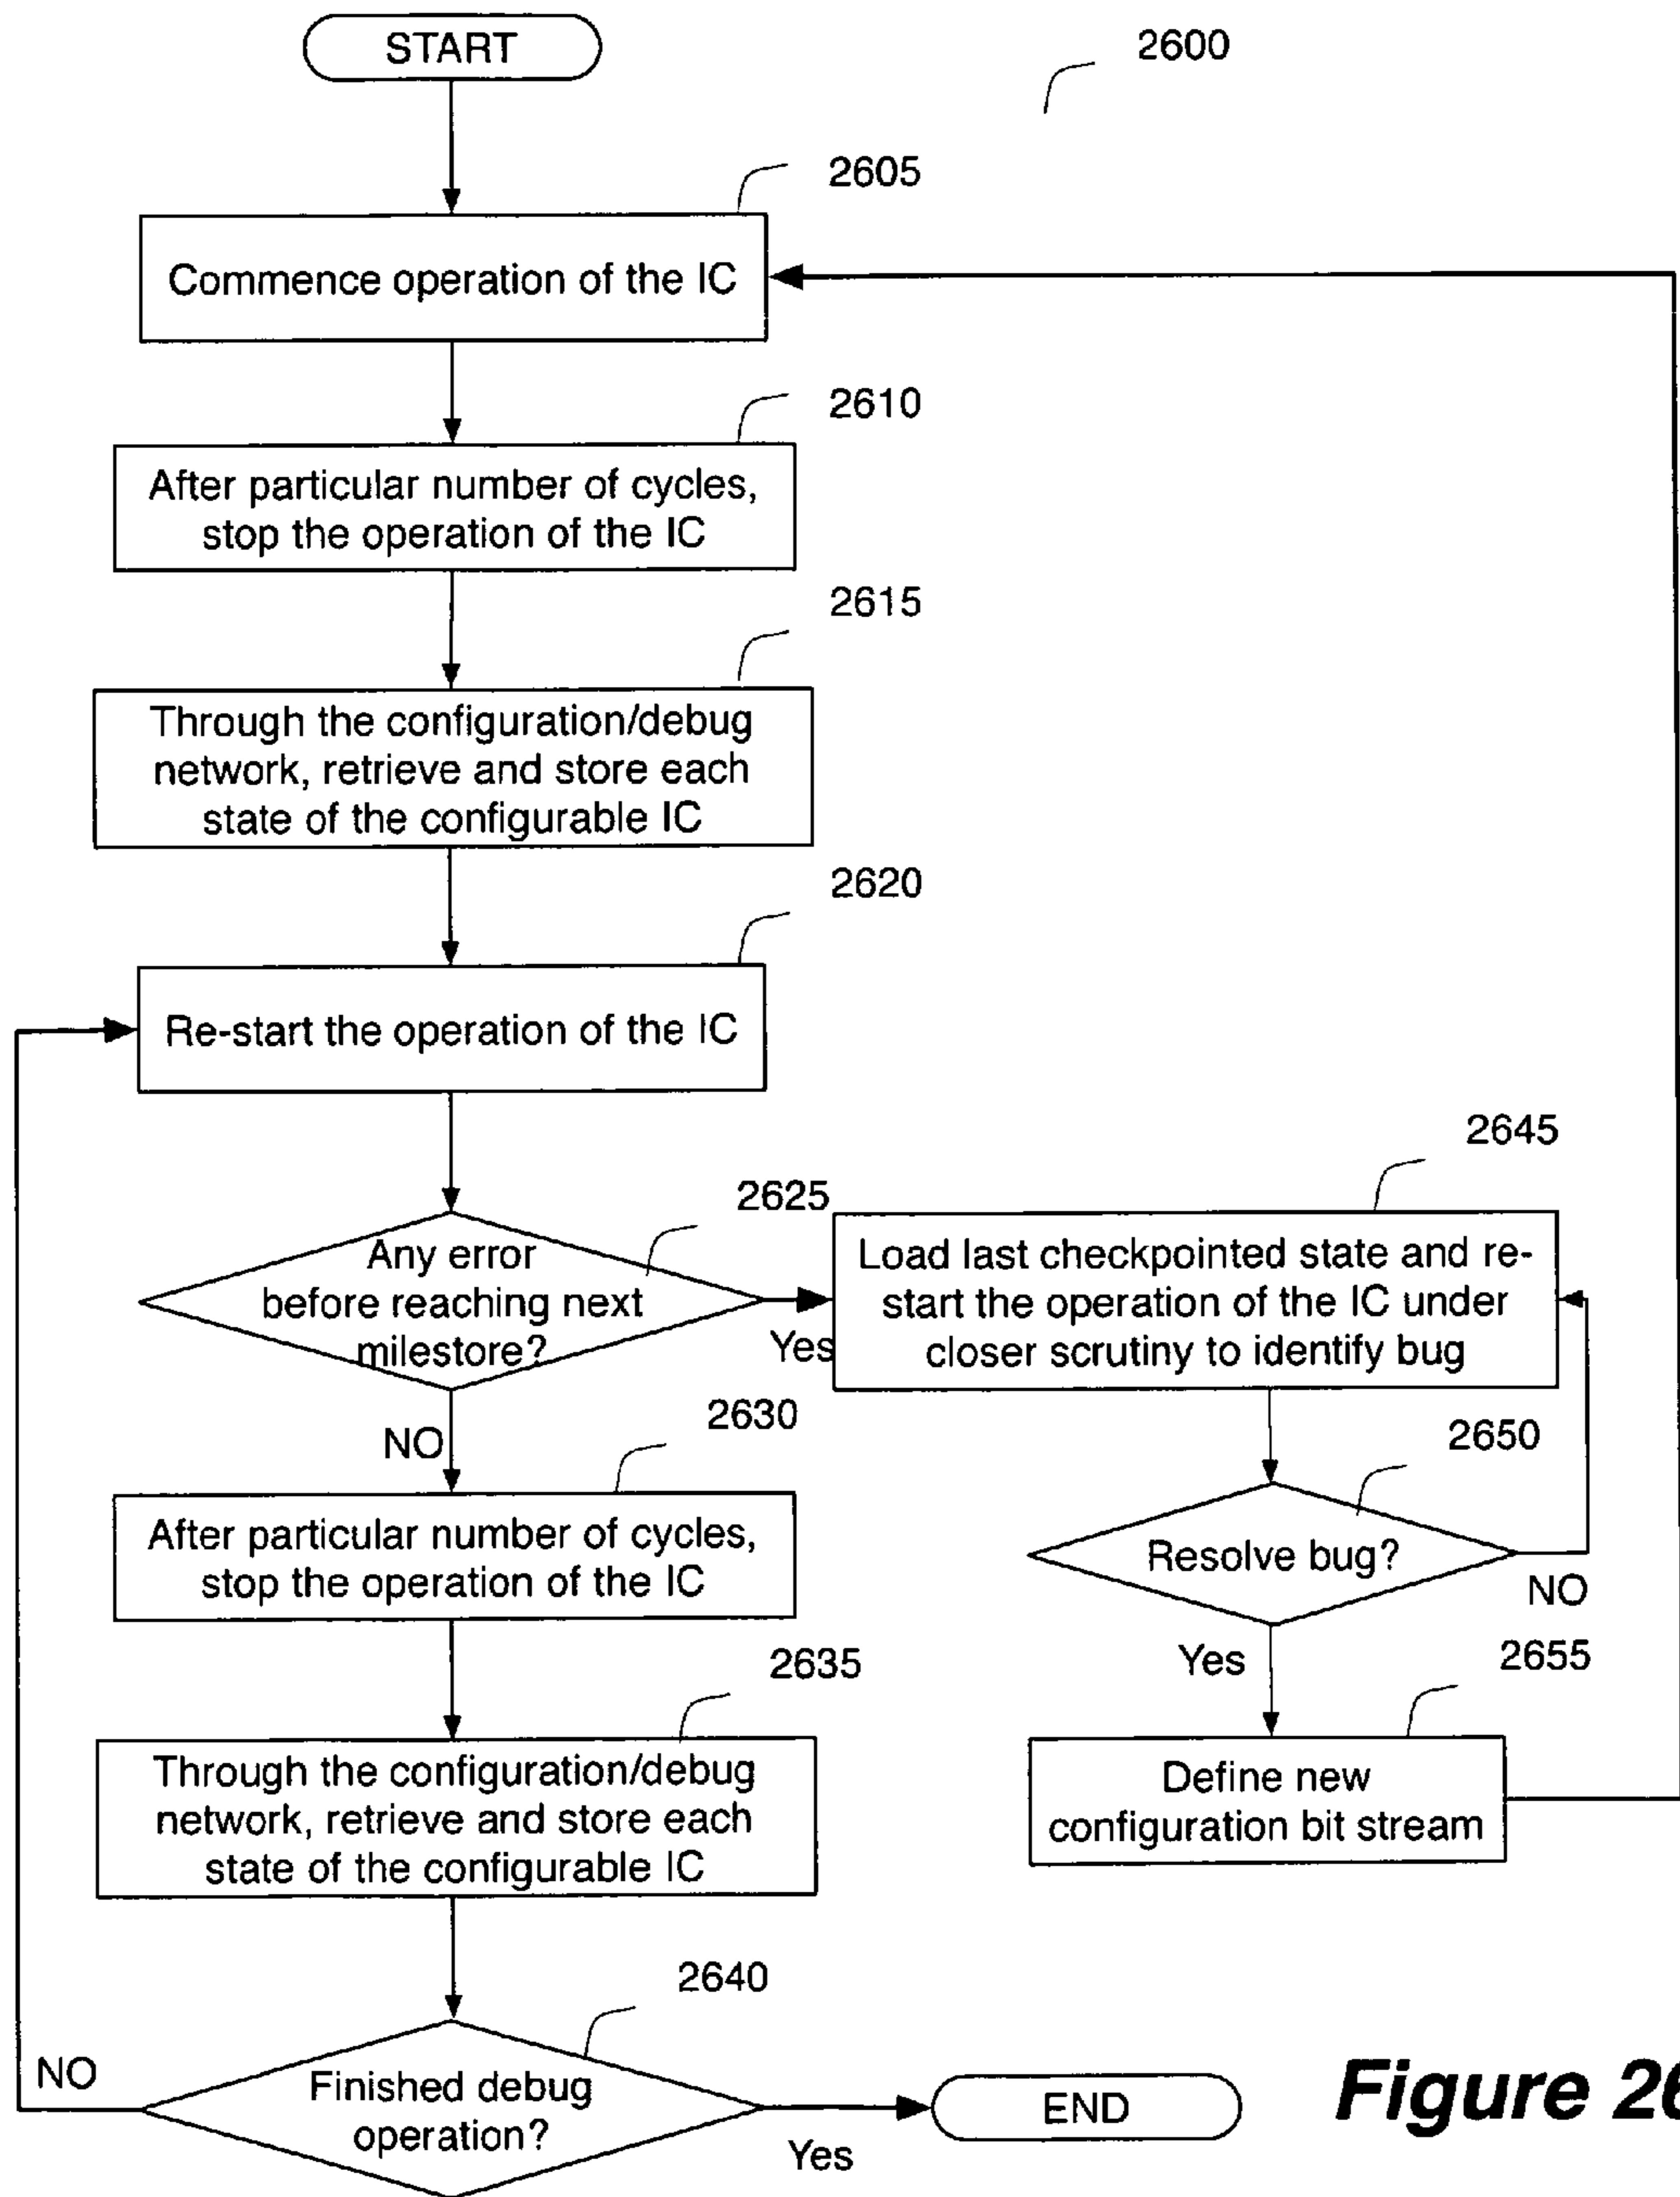 START
2600
2605
Commence operation of the IC
2610
After particular number of cycles,
stop the operation of the IC
2615
Through the configuration/debug
network, retrieve and store each
state of the configurable IC
2620
Re-start the operation of the IC
2625
Any error
before reaching next
milestore?
Yes
NO
2645
Load last checkpointed state and re-
start the operation of the IC under
closer scrutiny to identify bug
2650
Resolve bug?
NO
Yes
2655
Define new
configuration bit stream
2630
After particular number of cycles,
stop the operation of the IC
2635
Through the configuration/debug
network, retrieve and store each
state of the configurable IC
2640
Finished debug
operation?
NO
Yes
END
Figure 26